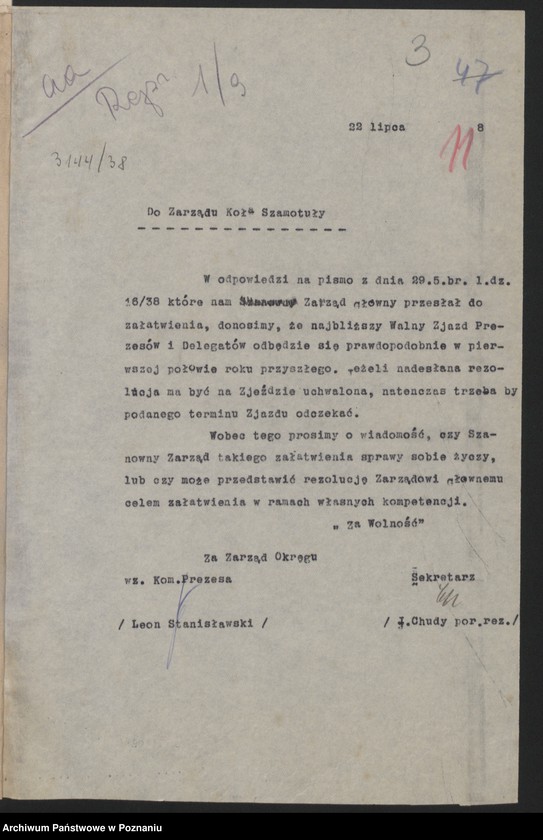 3
47
aa
Rezp. 1/9
22 lipca 8
11
3144/38
Do Zarządu Koła Szamotuły
W odpowiedzi na pismo z dnia 29.5.br. l.dz.
16/38 które nam Zarząd główny przesłał do
załatwienia, donosimy, że najbliższy Walny Zjazd Pre-
zesów i Delegatów odbędzie się prawdopodobnie w pier-
wszej połowie roku przyszłego. Jeżeli nadesłana rezo-
lucja ma być na Zjeździe uchwalona, natenczas trzeba by
podanego terminu Zjazdu odczekać.
Wobec tego prosimy o wiadomość, czy Sza-
nowny Zarząd takiego załatwienia sprawy sobie życzy,
lub czy może przedstawić rezolucję Zarządowi głownemu
celem załatwienia w ramach własnych kompetencji.
„ Za Wolność"
Za Zarząd Okręgu
wz. Kom.Prezesa Sekretarz
/ Leon Stanisławski / / J.Chudy por.rez./
Archiwum Państwowe w Poznaniu